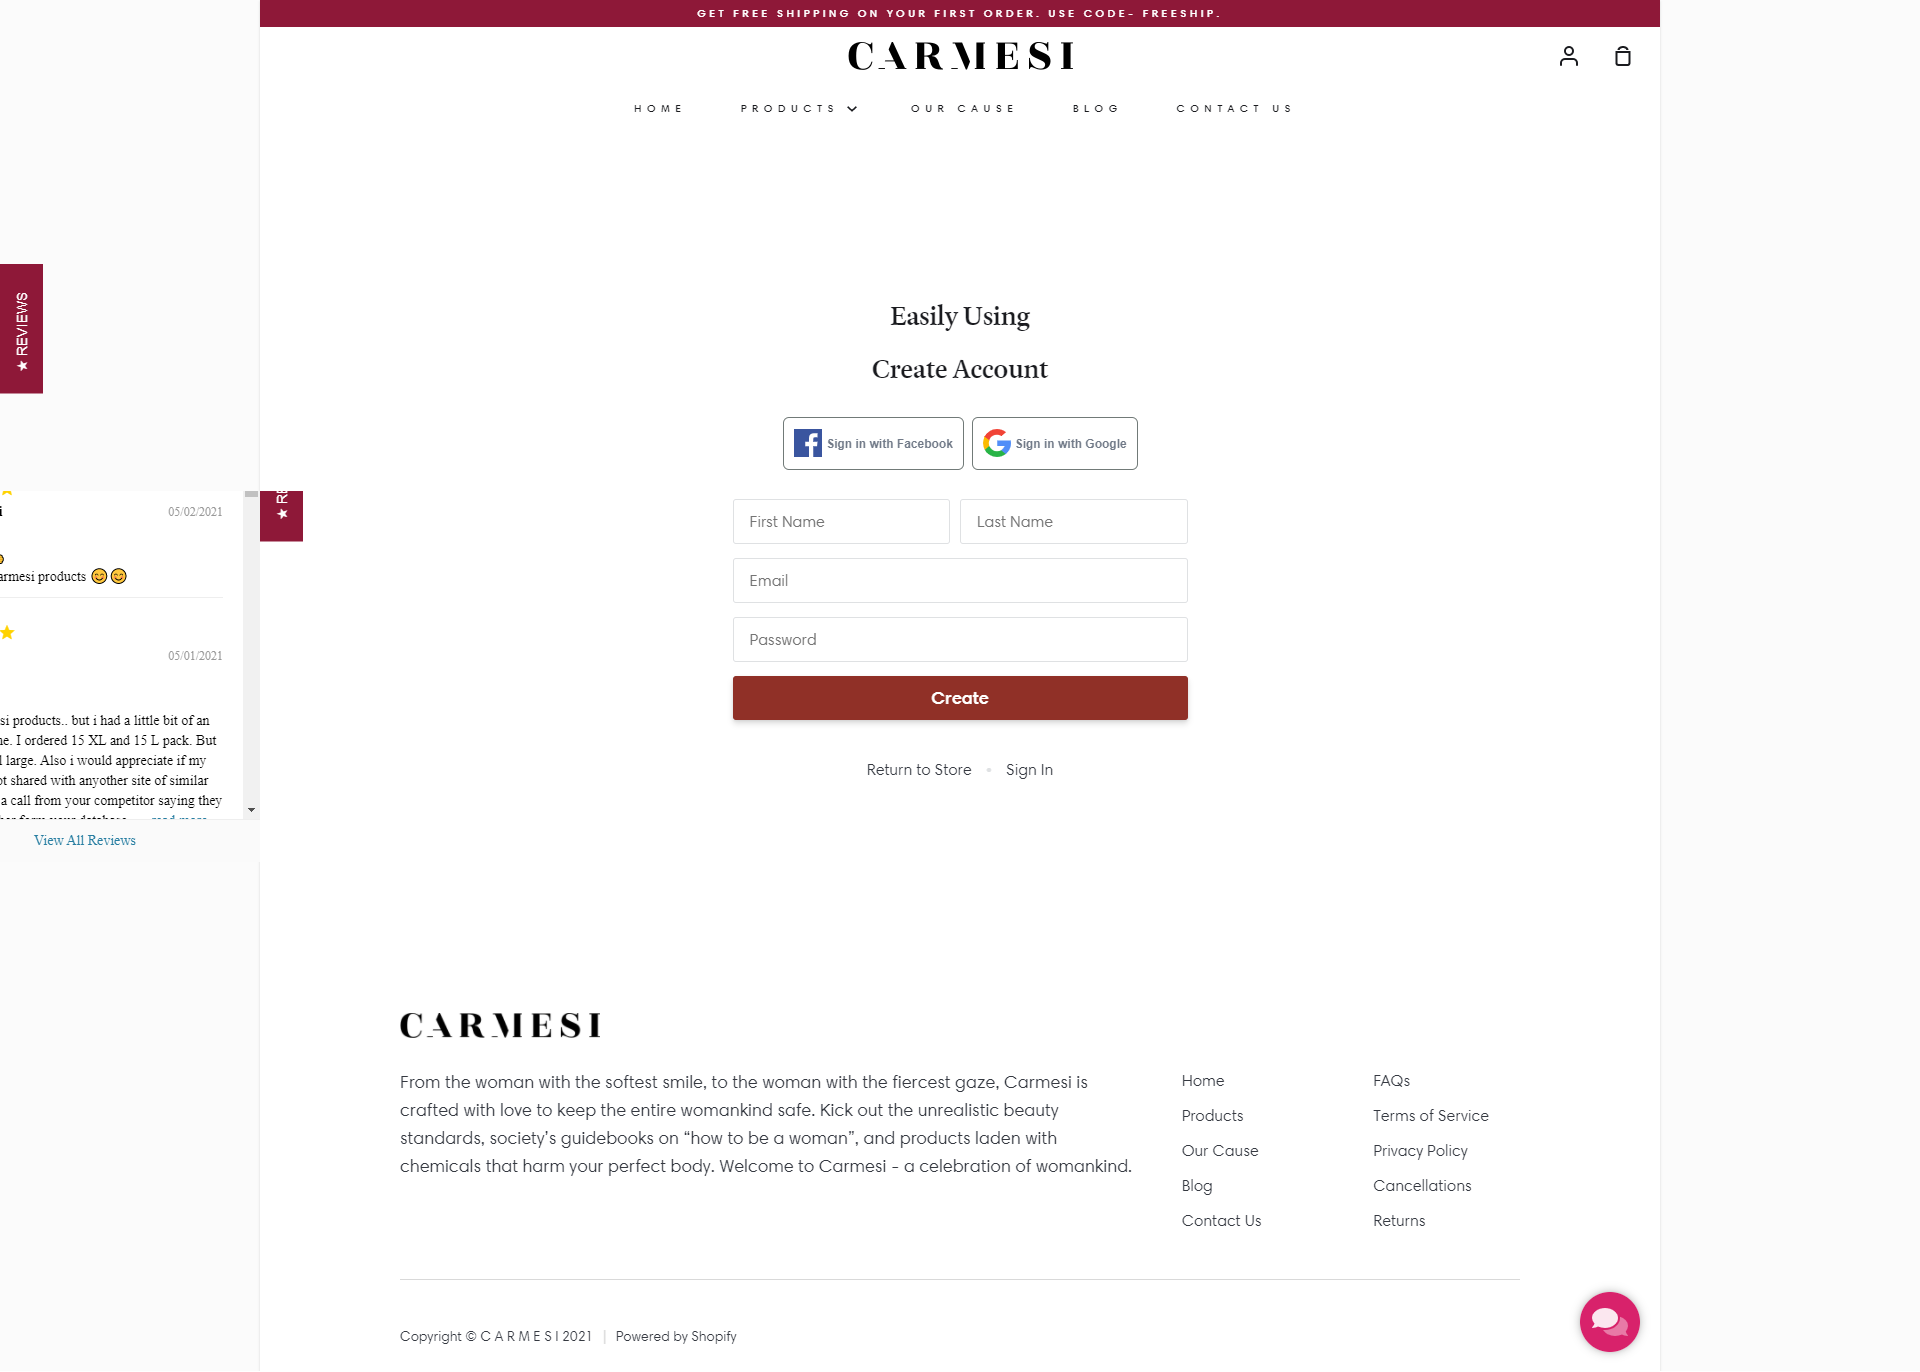 GET FREE SHIPPING ON YOUR FIRST ORDER. USE CODE- FREESHIP.
CARMESI
HOME
PRODUCTS
OUR CAUSE
BLOG
CONTACT US
★ REVIEWS
Easily Using
Create Account
Sign in with Facebook
Sign in with Google
First Name
Last Name
Email
Password
Create
Return to Store • Sign In
05/02/2021
armesi products 😊😊
05/01/2021
si products.. but i had a little bit of an
ne. I ordered 15 XL and 15 L pack. But
l large. Also i would appreciate if my
ot shared with anyother site of similar
a call from your competitor saying they
View All Reviews
★ RE
CARMESI
From the woman with the softest smile, to the woman with the fiercest gaze, Carmesi is
crafted with love to keep the entire womankind safe. Kick out the unrealistic beauty
standards, society's guidebooks on “how to be a woman”, and products laden with
chemicals that harm your perfect body. Welcome to Carmesi - a celebration of womankind.
Home
Products
Our Cause
Blog
Contact Us
FAQs
Terms of Service
Privacy Policy
Cancellations
Returns
Copyright © C A R M E S I 2021 | Powered by Shopify